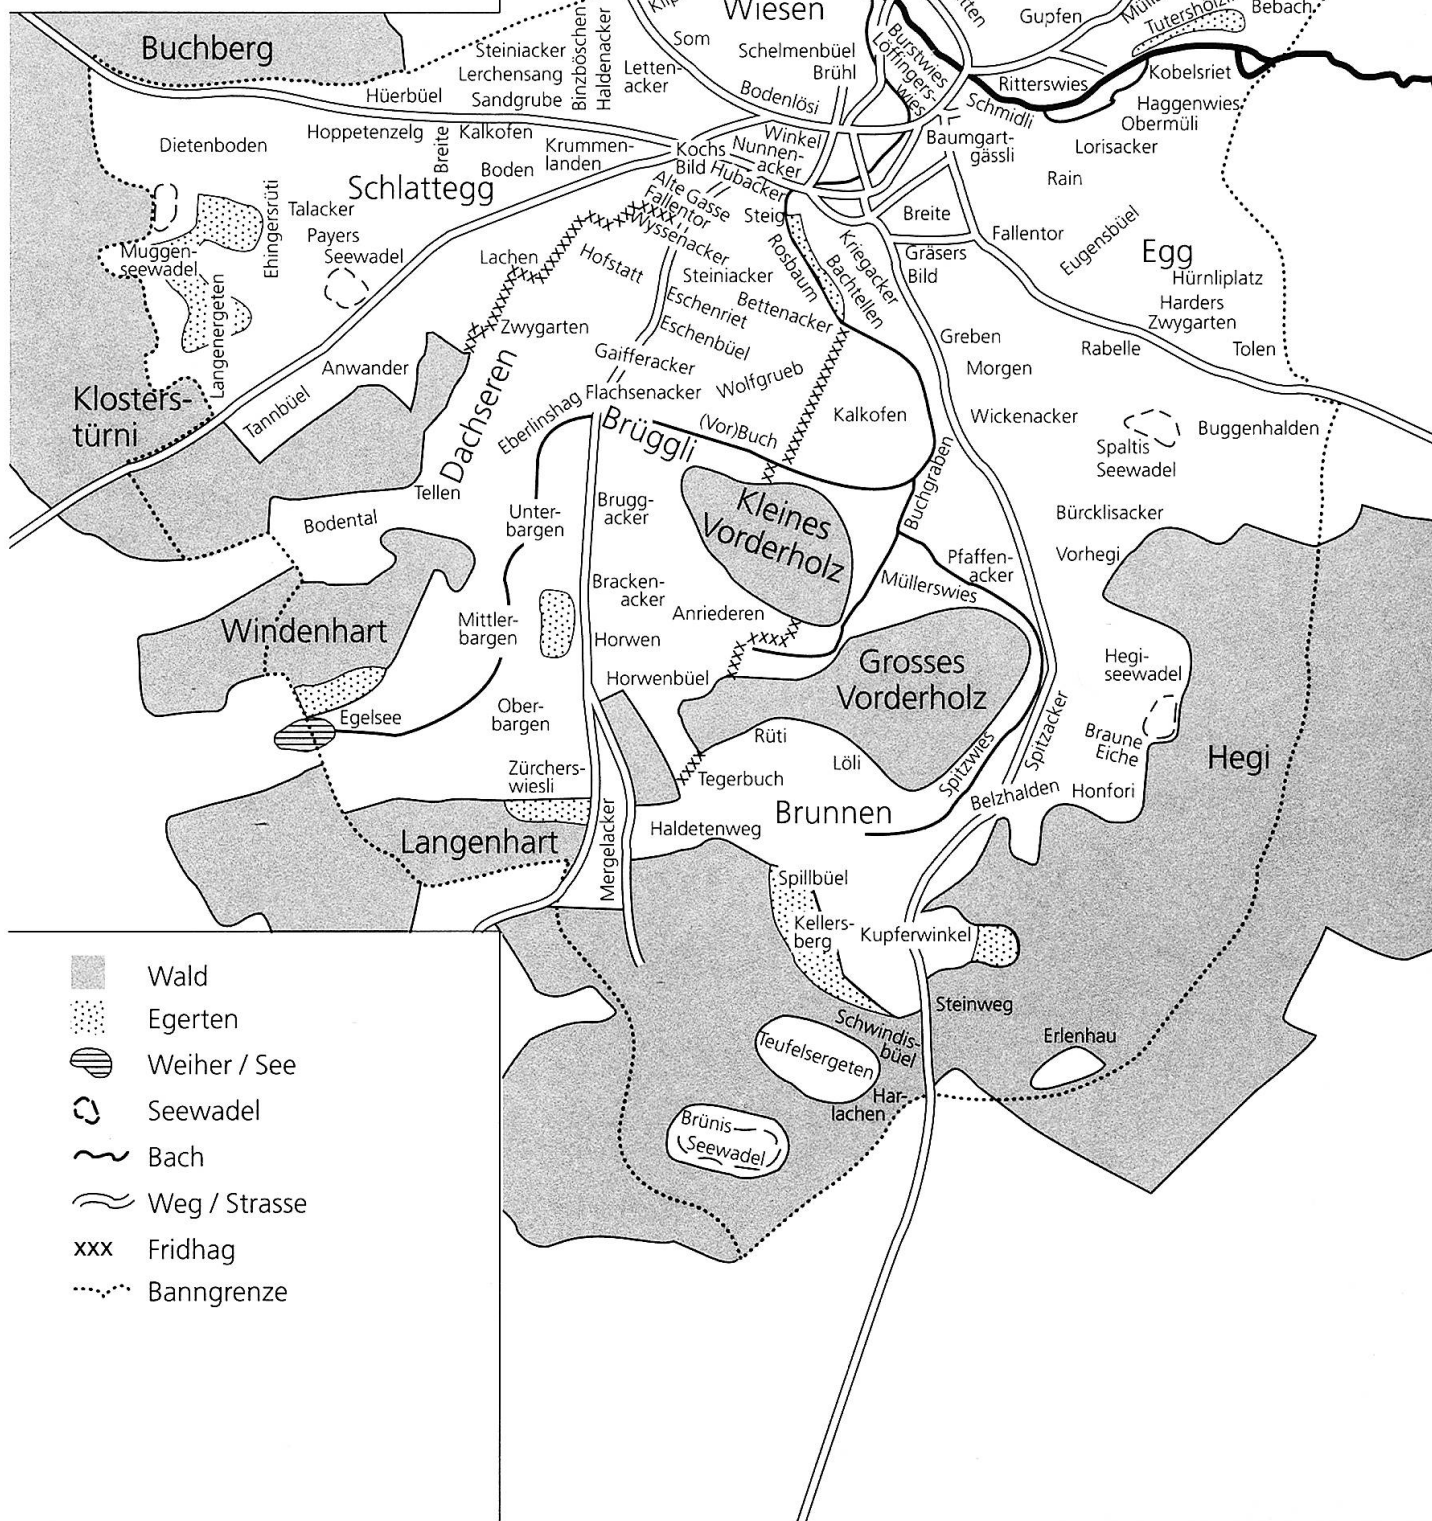 Wiesen
Gupfen
Bebach
Buchberg
Steiniacker
Lerchensang
Sandgrube
Binzböschen
Haldenacker
Som
Letten-
acker
Schelmenbüel
Brühl
Bodenlösi
Burstwies
Löffingers-
wies
Ritterswies
Kobelsriet
Schmidli
Haggenwies
Obermüli
Lorisacker
Rain
Hüerbüel
Hoppetenzelg
Breite
Kalkofen
Boden
Krummen-
landen
Dietenboden
Schlattegg
Kochs
Bild
Winkel
Nunnen-
acker
Hubacker
Baumgart-
gässli
Alte Gasse
Fallentor
Wyssenacker
Steig
Breite
Fallentor
Eugensbüel
Egg
Hürnliplatz
Harders
Zwygarten
Tolen
Rabelle
Ehingersrüti
Talacker
Payers
Seewadel
Muggen-
seewadel
Langenergeten
Lachen
Hofstatt
Steiniacker
Rosbaum
Kriegacker
Bachtellen
Gräsers
Bild
Eschenriet
Bettenacker
Eschenbüel
Zwygarten
Gaifferacker
Wolfgrueb
Flachsenacker
Greben
Morgen
Wickenacker
Kalkofen
Anwander
Tannbüel
Klosters-
türni
Dachseren
Eberlinshag
Brüggli
(Vor)Buch
Spaltis
Seewadel
Buggenhalden
Tellen
Bodental
Unter-
bargen
Brugg-
acker
Kleines
Vorderholz
Buchgraben
Bürcklisacker
Vorhegi
Pfaffen-
acker
Müllerswies
Bracken-
acker
Anriederen
Windenhart
Mittler-
bargen
Horwen
Horwenbüel
Grosses
Vorderholz
Hegi-
seewadel
Egelsee
Ober-
bargen
Rüti
Löli
Spitzwies
Spitzacker
Braune
Eiche
Hegi
Zürchers-
wiesli
Tegerbuch
Brunnen
Belzhalden
Honfori
Langenhart
Mergelacker
Haldetenweg
Spillbüel
Kellers-
berg
Kupferwinkel
Steinweg
Schwindis-
büel
Teufelsergeten
Har-
lachen
Erlenhau
Brünis
Seewadel
Wald
Egerten
Weiher / See
Seewadel
Bach
Weg / Strasse
xxx Fridhag
Banngrenze